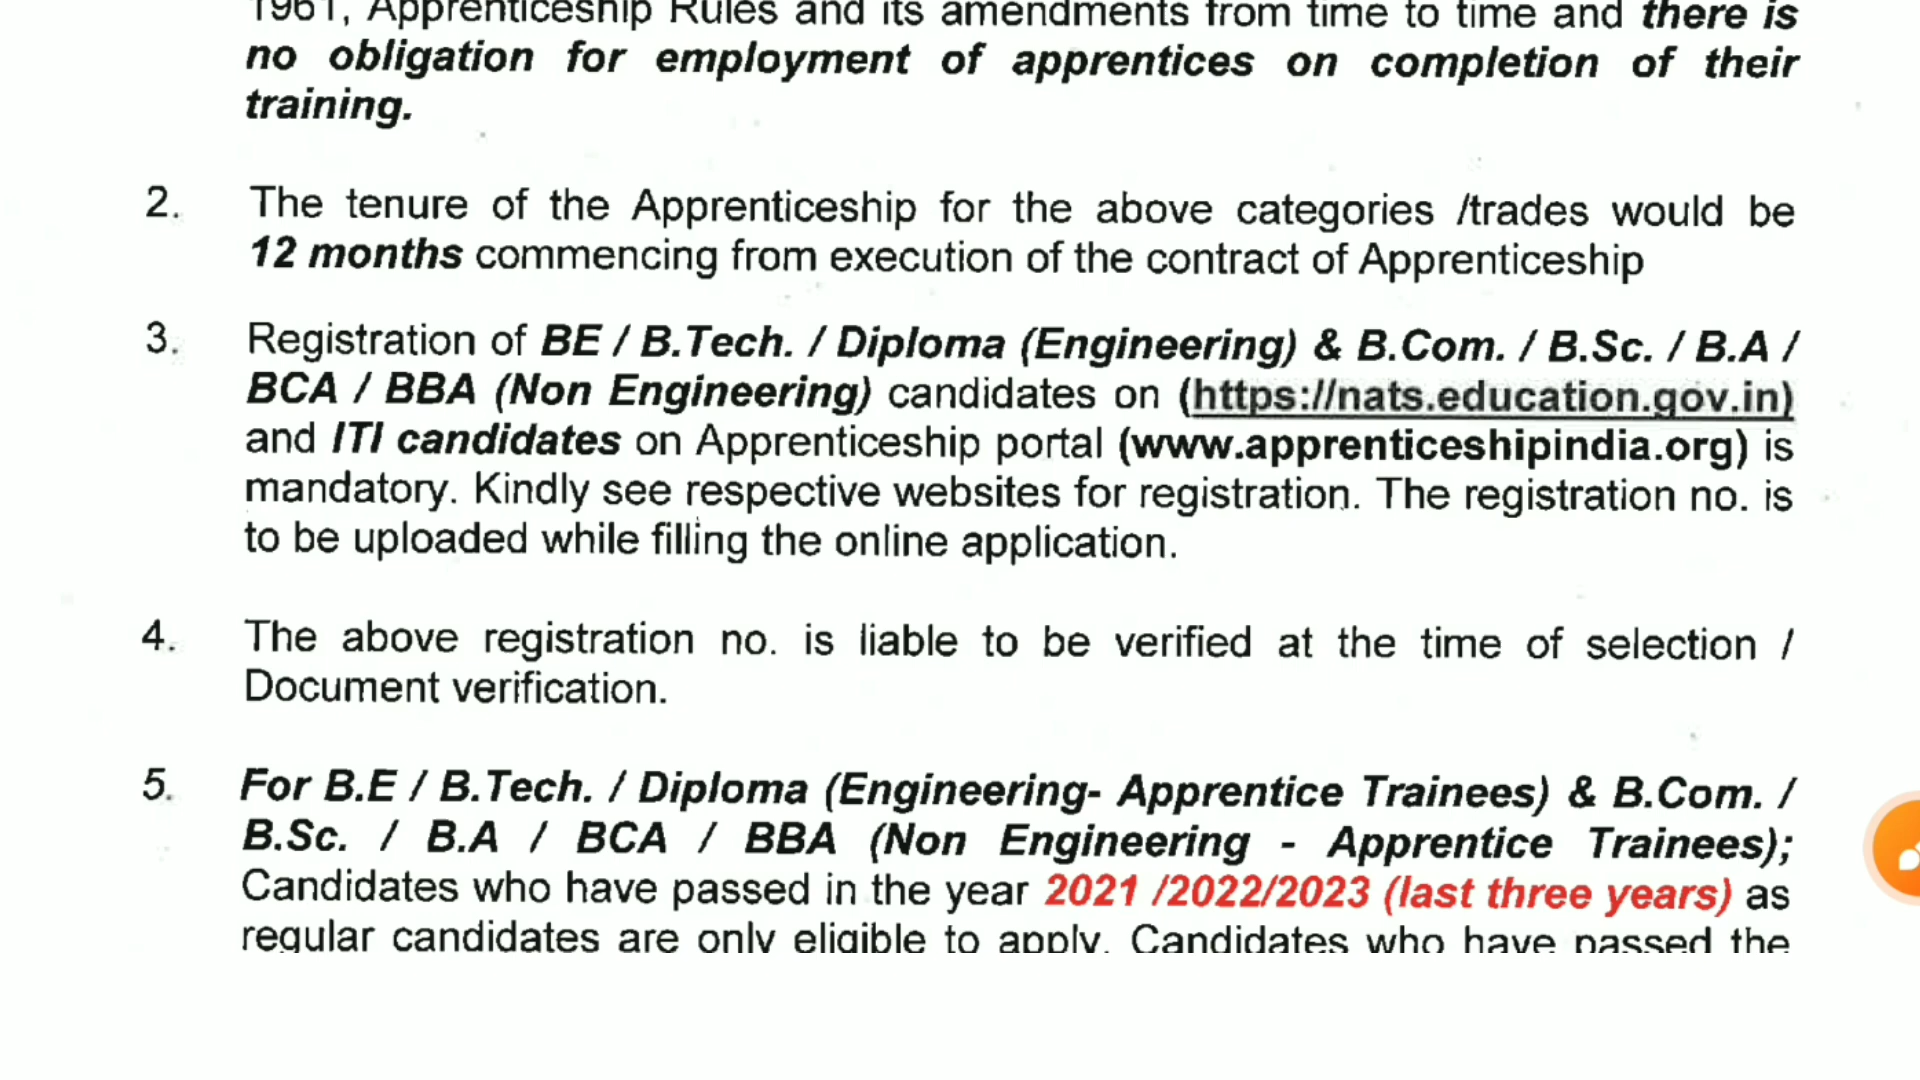 1961, Apprenticeship Rules and its amendments from time to time and there is
no obligation for employment of apprentices on completion of their
training.
2. The tenure of the Apprenticeship for the above categories /trades would be
12 months commencing from execution of the contract of Apprenticeship
3. Registration of BE / B.Tech. / Diploma (Engineering) & B.Com. / B.Sc. / B.A /
BCA / BBA (Non Engineering) candidates on (https://nats.education.gov.in)
and ITI candidates on Apprenticeship portal (www.apprenticeshipindia.org) is
mandatory. Kindly see respective websites for registration. The registration no. is
to be uploaded while filling the online application.
4. The above registration no. is liable to be verified at the time of selection /
Document verification.
5. For B.E / B.Tech. / Diploma (Engineering- Apprentice Trainees) & B.Com. /
B.Sc. / B.A / BCA / BBA (Non Engineering - Apprentice Trainees);
Candidates who have passed in the year 2021 /2022/2023 (last three years) as
regular candidates are only eligible to apply. Candidates who have passed the